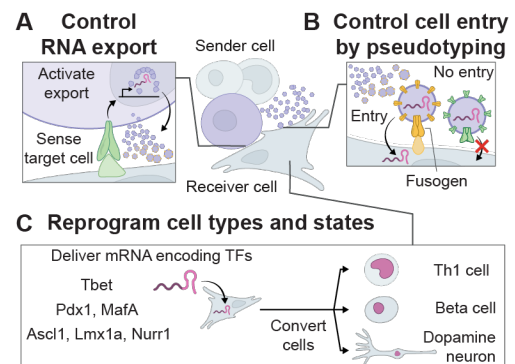 A Control
RNA export
Activate
export
Sense
target cell
Sender cell
Receiver cell
B Control cell entry
by pseudotyping
No entry
Entry
Fusogen
C Reprogram cell types and states
Deliver mRNA encoding TFs
Tbet
Pdx1, MafA
Ascl1, Lmx1a, Nurr1
Convert
cells
Th1 cell
Beta cell
Dopamine
neuron